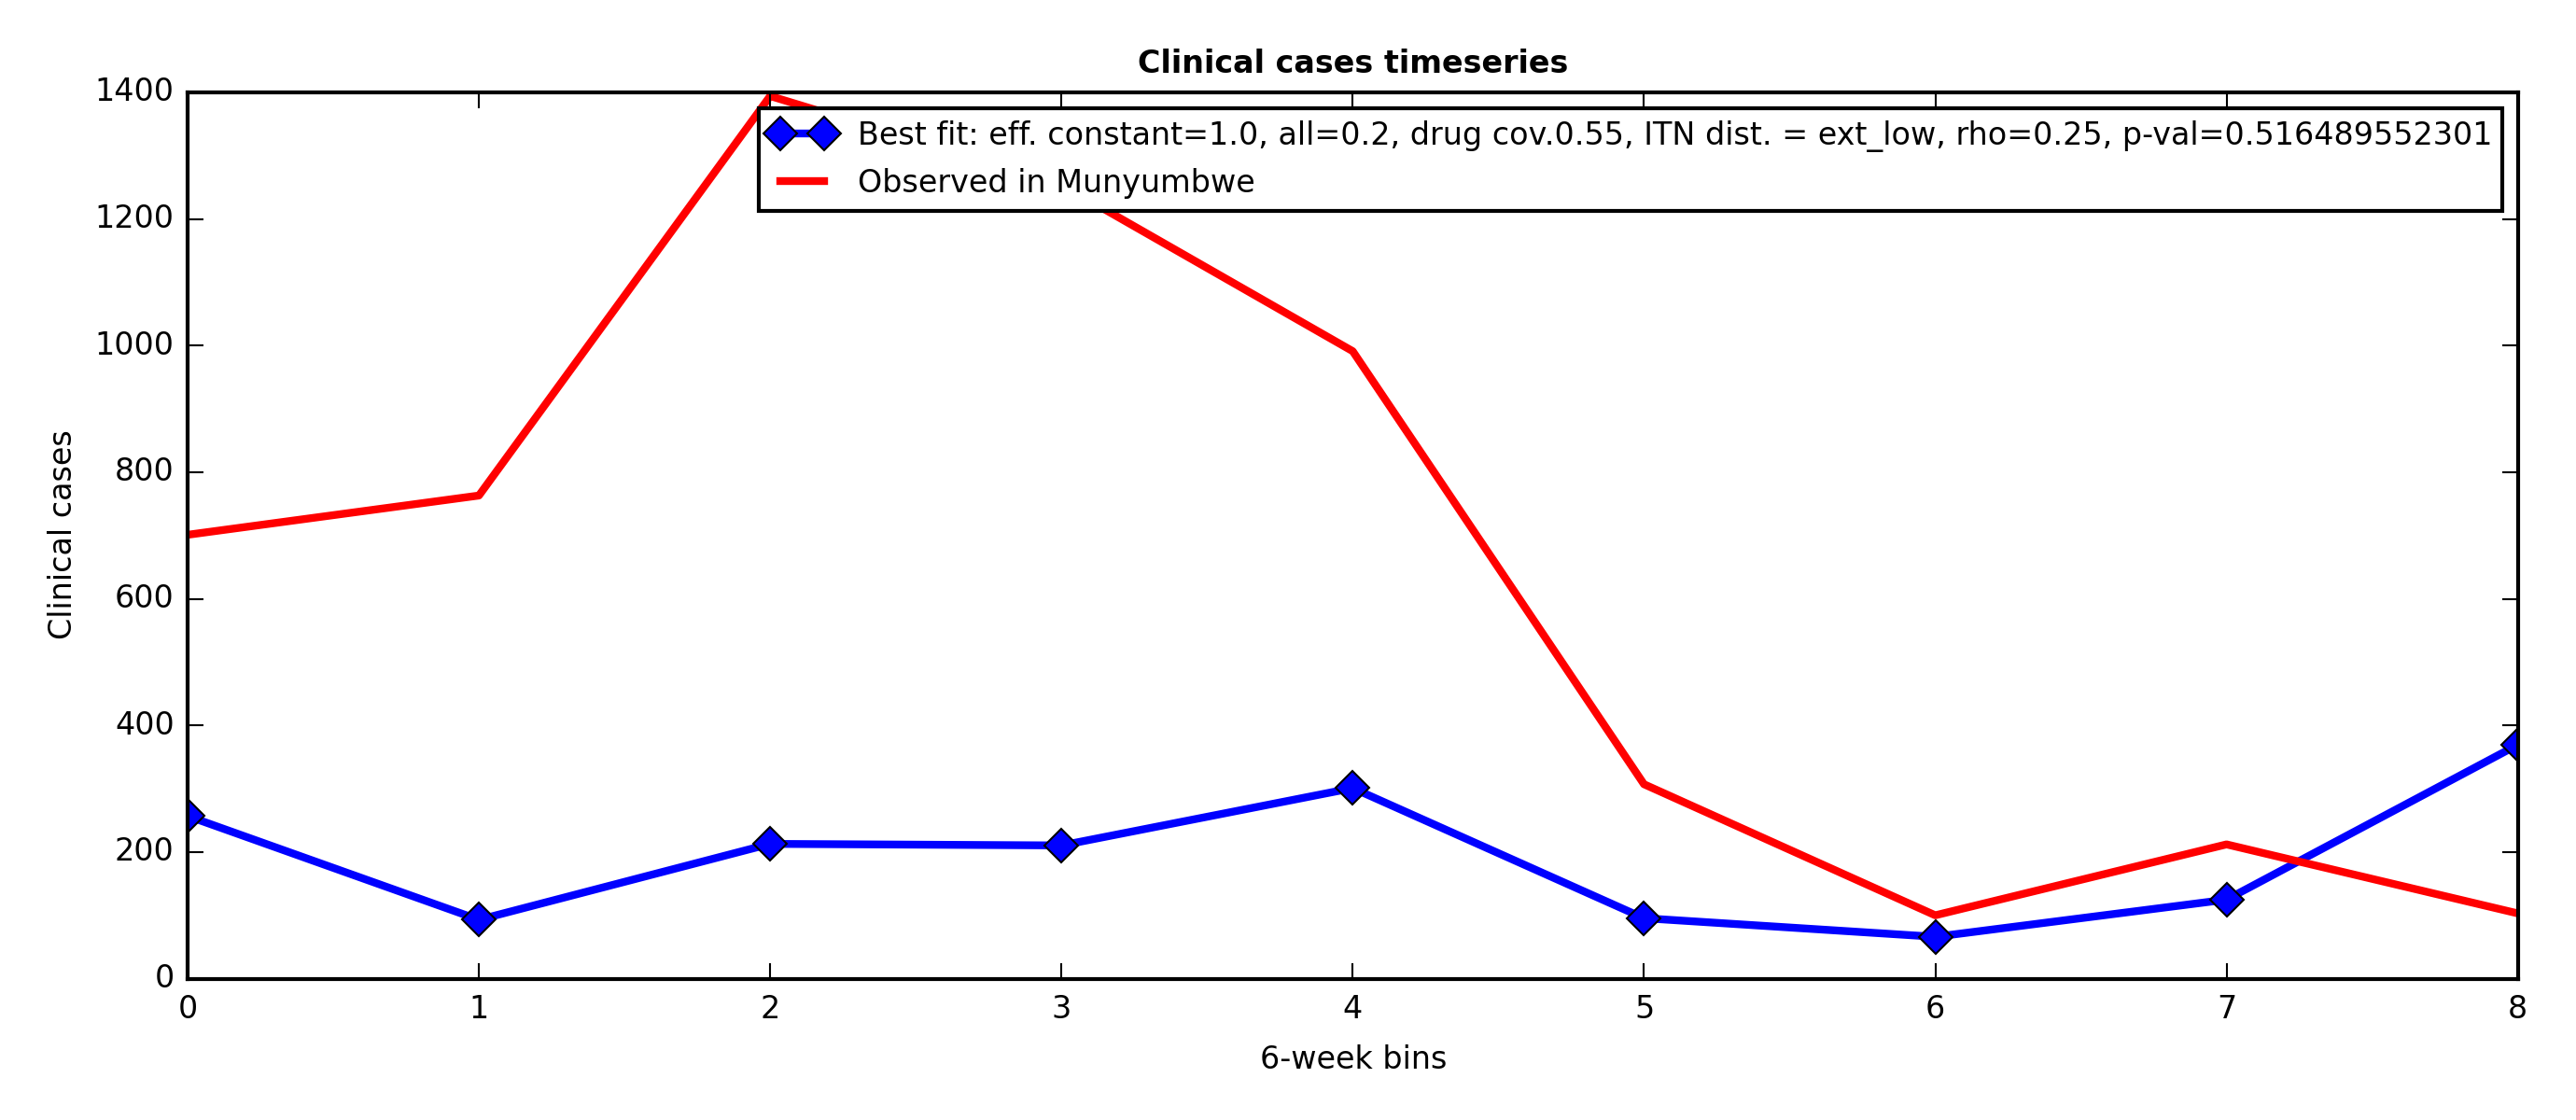 Clinical cases timeseries
Best fit: eff. constant=1.0, all=0.2, drug cov.0.55, ITN dist. = ext_low, rho=0.25, p-val=0.516489552301
Observed in Munyumbwe
1400
1200
1000
800
600
400
200
0
Clinical cases
0 1 2 3 4 5 6 7 8
6-week bins